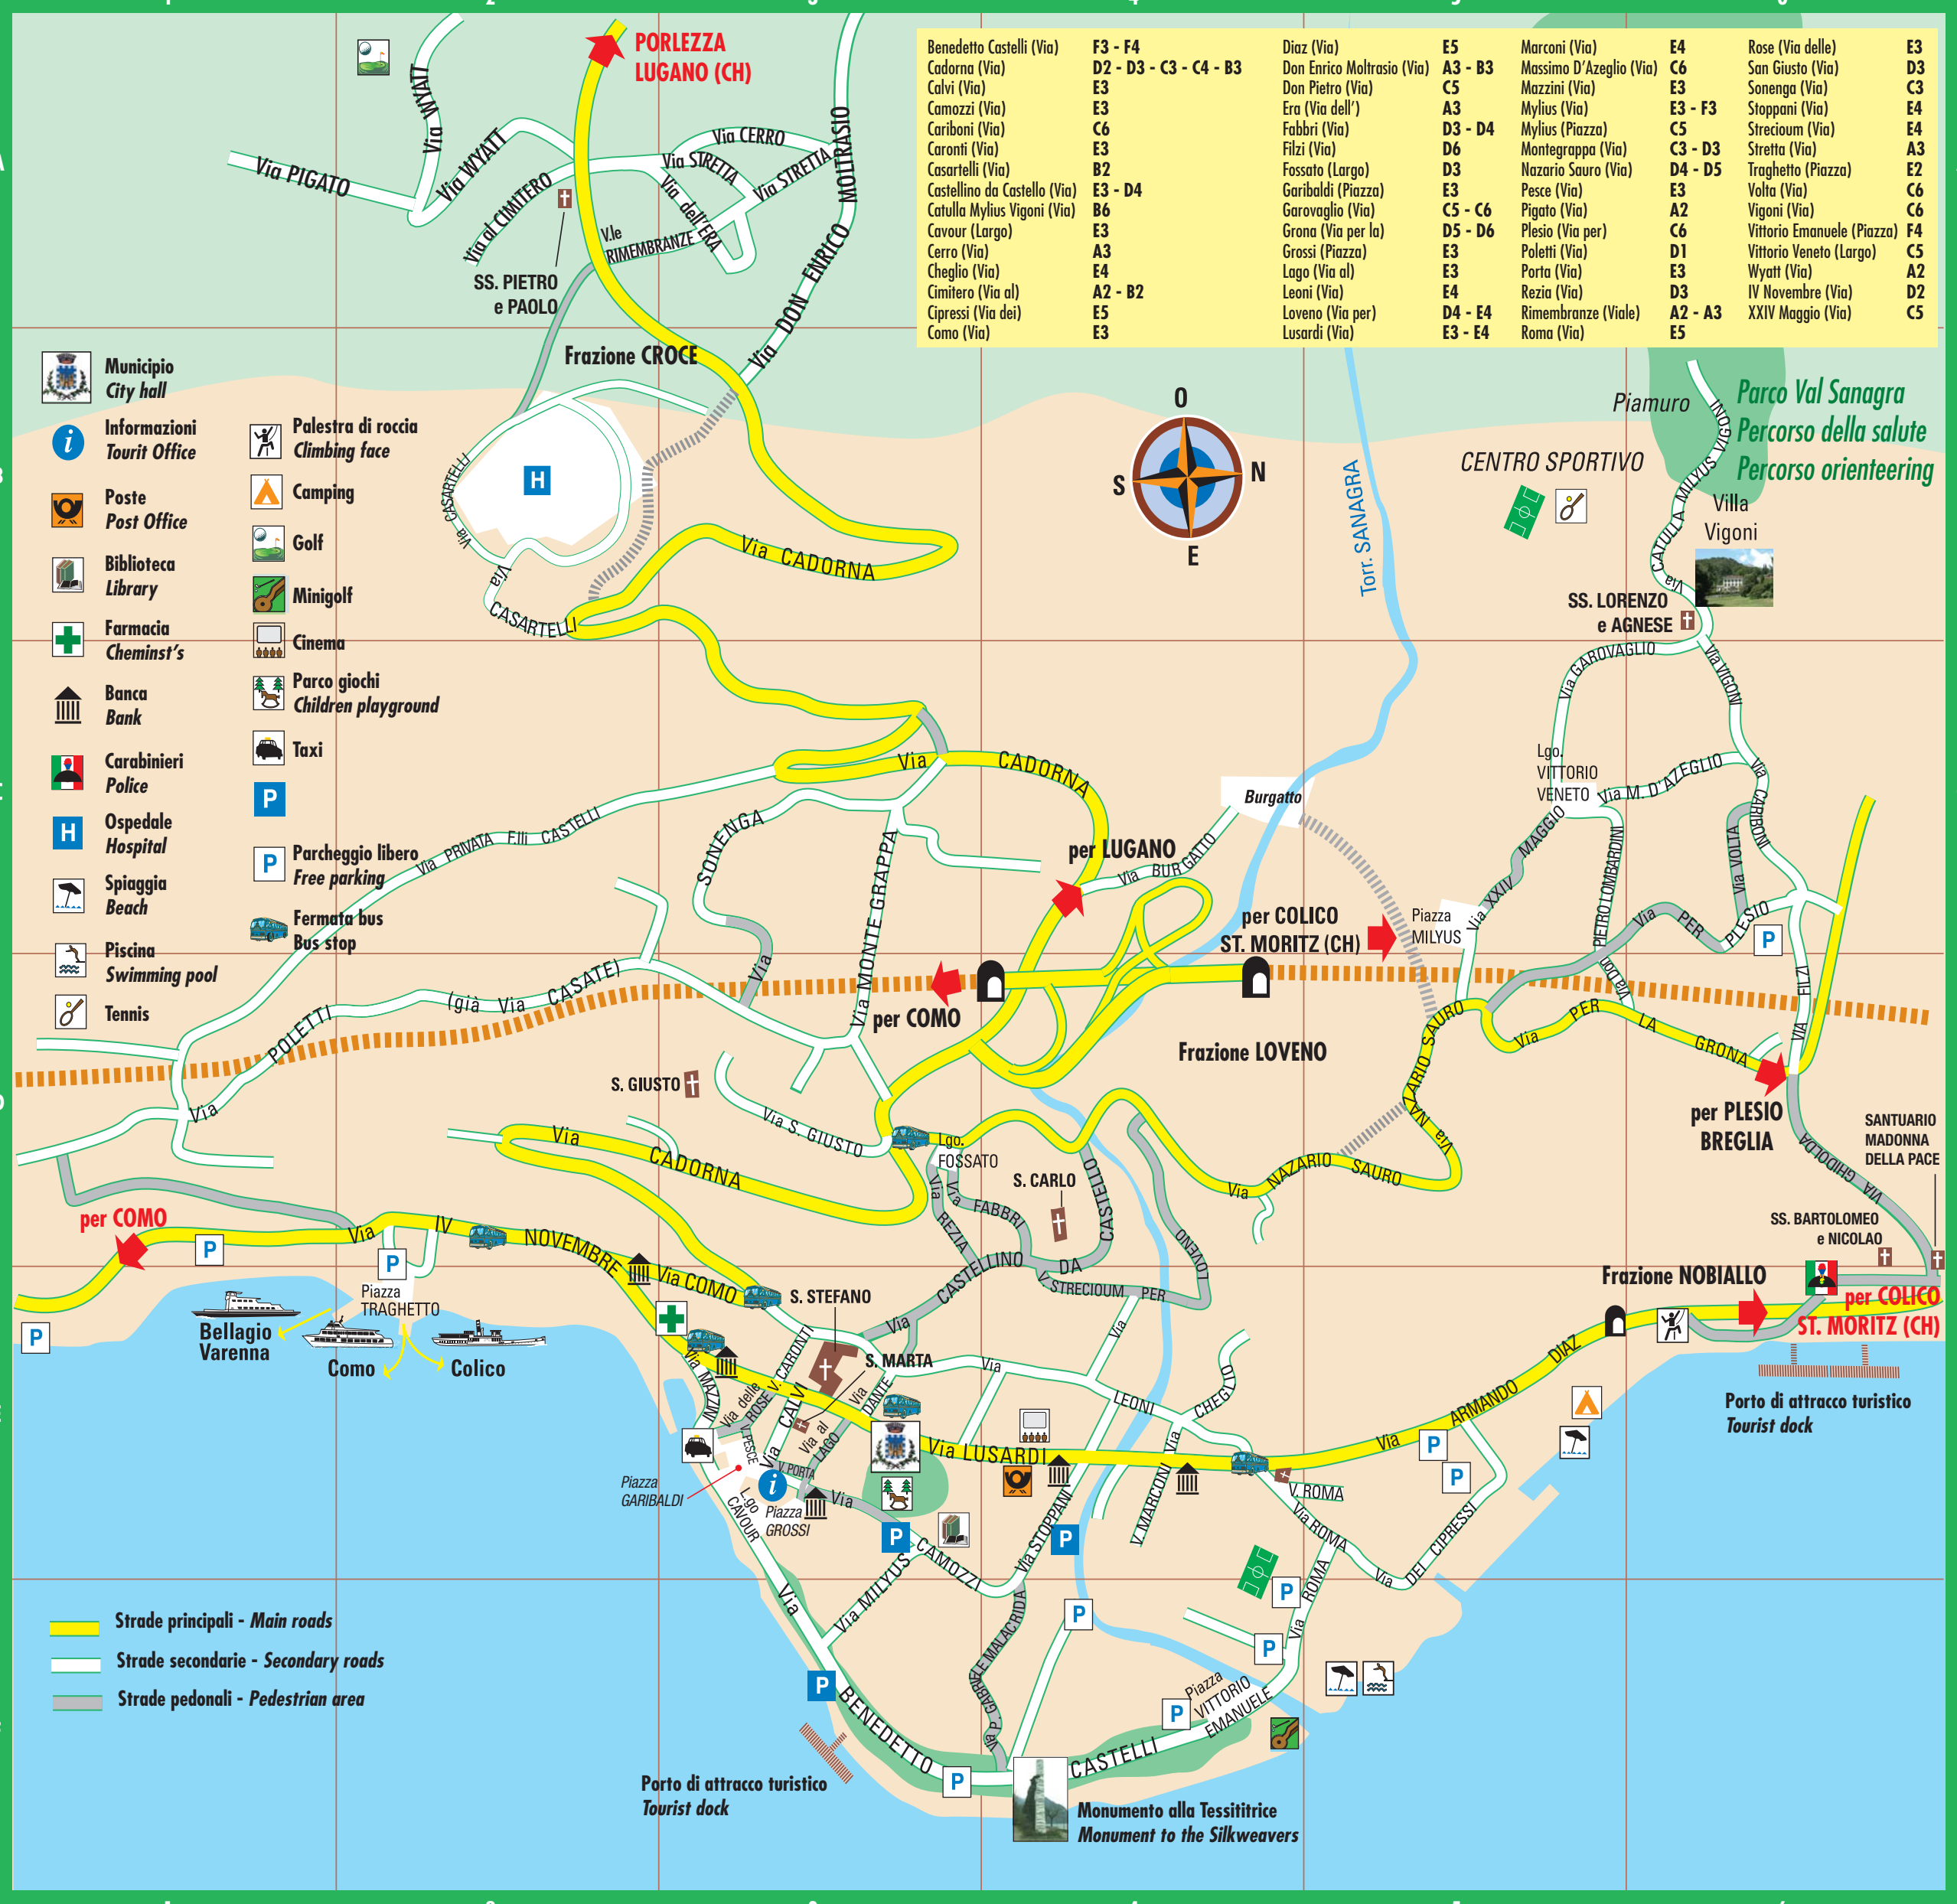 PORLEZZA
LUGANO (CH)
Benedetto Castelli (Via) F3 - F4
Cadorna (Via) D2 - D3 - C3 - C4 - B3
Calvi (Via) E3
Camozzi (Via) E3
Cariboni (Via) C6
Caronti (Via) E3
Casartelli (Via) B2
Castellino da Castello (Via) E3 - D4
Catulla Mylius Vigoni (Via) B6
Cavour (Largo) E3
Cerro (Via) A3
Cheglio (Via) E4
Cimitero (Via al) A2 - B2
Cipressi (Via dei) E5
Como (Via) E3
Diaz (Via) E5
Don Enrico Moltrasio (Via) A3 - B3
Don Pietro (Via) C5
Era (Via dell') A3
Fabbri (Via) D3 - D4
Filzi (Via) D6
Fossato (Largo) D3
Garibaldi (Piazza) E3
Garovaglio (Via) C5 - C6
Grona (Via per la) D5 - D6
Grossi (Piazza) E3
Lago (Via al) E3
Leoni (Via) E4
Loveno (Via per) D4 - E4
Lusardi (Via) E3 - E4
Marconi (Via) E4
Massimo D'Azeglio (Via) C6
Mazzini (Via) E3
Mylius (Via) E3 - F3
Mylius (Piazza) C5
Montegrappa (Via) C3 - D3
Nazario Sauro (Via) D4 - D5
Pesce (Via) E3
Pigato (Via) A2
Plesio (Via per) C6
Poletti (Via) D1
Porta (Via) E3
Rezia (Via) D3
Rimembranze (Viale) A2 - A3
Roma (Via) E5
Rose (Via delle) E3
San Giusto (Via) D3
Sonenga (Via) C3
Stoppani (Via) E4
Strecioum (Via) E4
Stretta (Via) A3
Traghetto (Piazza) E2
Volta (Via) C6
Vigoni (Via) C6
Vittorio Emanuele (Piazza) F4
Vittorio Veneto (Largo) C5
Wyatt (Via) A2
IV Novembre (Via) D2
XXIV Maggio (Via) C5
Via WYATT
Via PIGATO
Via WYATT
Via al CIMITERO
Via CERRO
Via STRETTA
Via STRETTA
Via dell'ERA
V.le
RIMEMBRANZE
Via DON ENRICO MOLTRASIO
SS. PIETRO
e PAOLO
Frazione CROCE
Municipio
City hall
Informazioni
Tourit Office
Poste
Post Office
Biblioteca
Library
Farmacia
Cheminst's
Banca
Bank
Carabinieri
Police
H
Ospedale
Hospital
Spiaggia
Beach
Piscina
Swimming pool
Tennis
Palestra di roccia
Climbing face
Camping
Golf
Minigolf
Cinema
Parco giochi
Children playground
Taxi
P
P
Parcheggio libero
Free parking
Fermata bus
Bus stop
H
Via CASARTELLI
Via CASARTELLI
Via CADORNA
O
S
N
E
Torr. SANAGRA
Piamuro
Parco Val Sanagra
Percorso della salute
Percorso orienteering
CENTRO SPORTIVO
Villa
Vigoni
Via CATULA MILYUS VIGONI
SS. LORENZO
e AGNESE
Via GAROVAGLIO
Via VIGONI
Lgo.
VITTORIO
VENETO
Via M. D'AZEGLIO
Via CARIBONI
Via VOLTA
Via XXIV MAGGIO
Via Don PIETRO LOMBARDINI
Via PER PLESIO
P
Piazza
MILYUS
Via CADORNA
Burgatto
per LUGANO
Via BURGATTO
per COLICO
ST. MORITZ (CH)
Via PRIVATA F.lli CASTELLI
SONENGA
Via
Via MONTE GRAPPA
Via POLETTI
(già Via CASATE)
per COMO
Frazione LOVENO
Via NAZARIO SAURO
Via PER LA GRONA
VIA FILZI
per PLESIO
BREGLIA
VIA GHIDOLDA
SANTUARIO
MADONNA
DELLA PACE
SS. BARTOLOMEO
e NICOLAO
Frazione NOBIALLO
per COLICO
ST. MORITZ (CH)
S. GIUSTO
Via S. GIUSTO
Lgo.
FOSSATO
Via CADORNA
S. CARLO
Via REZIA
Via FABBRI
Via CASTELLINO DA CASTELLO
V. STRECIOUM
PER LOVENO
Via NAZARIO SAURO
per COMO
P
P
P
Via IV NOVEMBRE
Via COMO
Piazza
TRAGHETTO
Bellagio
Varenna
Como
Colico
S. STEFANO
S. MARTA
Via MAZZINI
Via delle ROSE
V. CARONTI
Via CALVI
V. PESCE
Via al LAGO
Via DANTE
V. PORTA
Via LEONI
Via
Via CHEGLIO
Via LUSARDI
Via ARMANDO DIAZ
Piazza
GARIBALDI
L.go
CAVOUR
Piazza
GROSSI
Via CAMOZZI
Via MILYUS
Via STOPPANI
V. MARCONI
Via
V. ROMA
Via ROMA
Via DEI CIPRESSI
Via ROMA
P
P
P
P
P
P
P
P
P
P
Via P. GABRIELE MALACRIDA
Via BENEDETTO CASTELLI
Piazza
VITTORIO
EMANUELE
Porto di attracco turistico
Tourist dock
Porto di attracco turistico
Tourist dock
Monumento alla Tessititrice
Monument to the Silkweavers
Strade principali - Main roads
Strade secondarie - Secondary roads
Strade pedonali - Pedestrian area